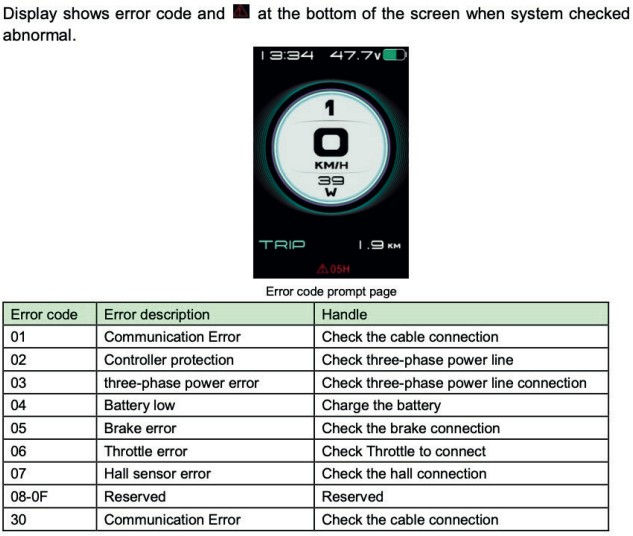 Display shows error code and at the bottom of the screen when system checked
abnormal.
13:34 47.7V
1
0
KM/H
39
W
TRIP 1.9 KM
05H
Error code prompt page
Error code Error description Handle
01 Communication Error Check the cable connection
02 Controller protection Check three-phase power line
03 three-phase power error Check three-phase power line connection
04 Battery low Charge the battery
05 Brake error Check the brake connection
06 Throttle error Check Throttle to connect
07 Hall sensor error Check the hall connection
08-0F Reserved Reserved
30 Communication Error Check the cable connection